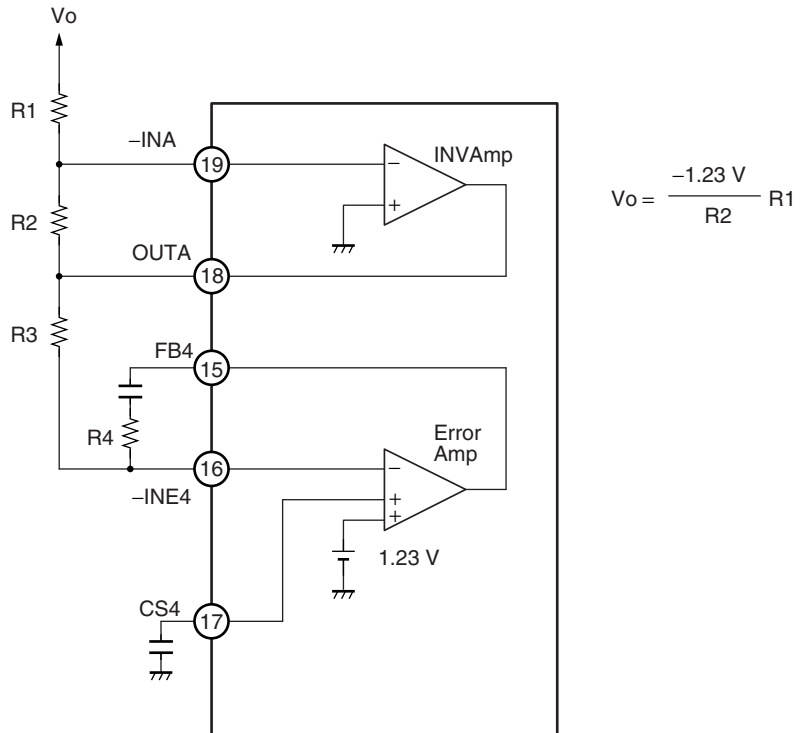 Vo
R1
–INA
19
–
INVAmp
+
R2
OUTA
18
R3
FB4
15
R4
Error
Amp
16
–
–INE4
+
+
1.23 V
CS4
17
Vo = –1.23 V / R2 R1